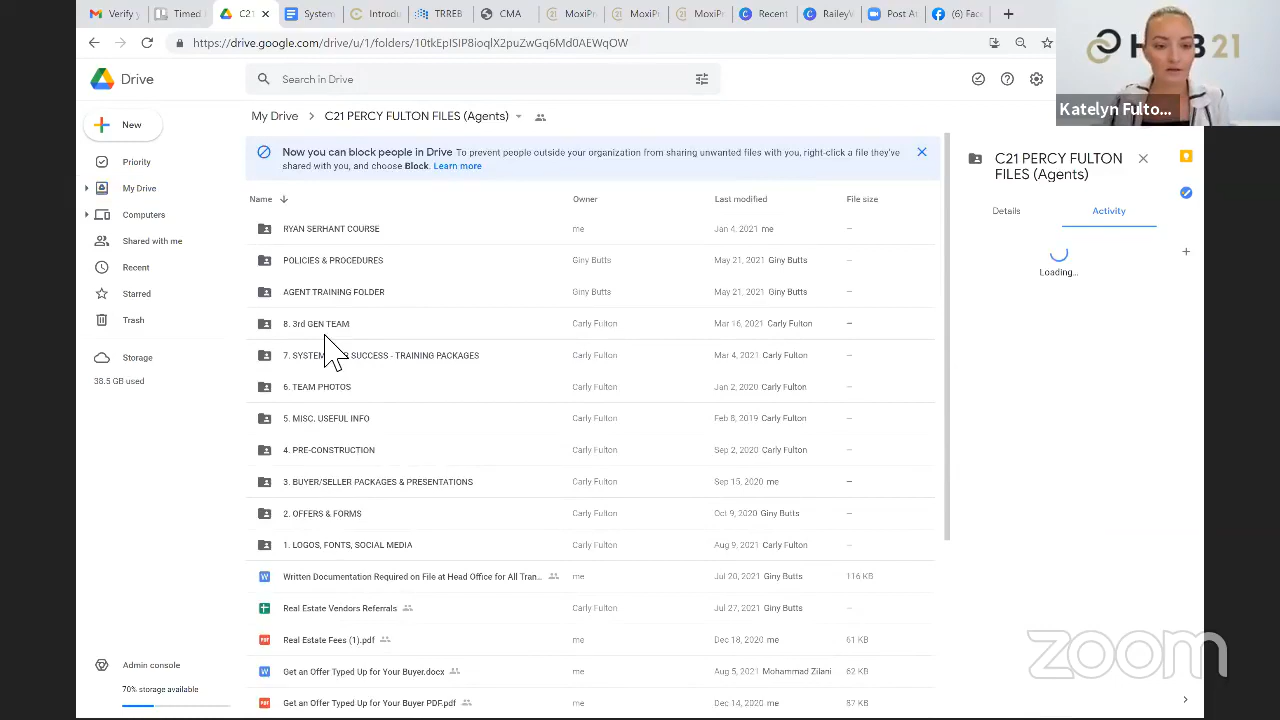 Verify y
Timed
C21
System
Introdu
TRREB
MoxiP
MoxiP
MoxiP
Recen
RaileyV
Post A
(6) Face
https://drive.google.com/drive/u/1/folders/
Drive
Search in Drive
HUB 21
Katelyn Fulto...
New
Priority
My Drive
Computers
Shared with me
Recent
Starred
Trash
Storage
38.5 GB used
Admin console
70% storage available
My Drive > C21 PERCY FULTON FILES (Agents)
Now you can block people in Drive To prevent people outside your organization from sharing unwanted files with you, right-click a file they've
shared with you, and choose Block. Learn more
Name Owner Last modified File size
RYAN SERHANT COURSE me Jan 4, 2021 me –
POLICIES & PROCEDURES Giny Butts May 21, 2021 Giny Butts –
AGENT TRAINING FOLDER Giny Butts May 21, 2021 Giny Butts –
8. 3rd GEN TEAM Carly Fulton Mar 16, 2021 Carly Fulton –
7. SYSTEM SUCCESS - TRAINING PACKAGES Carly Fulton Mar 4, 2021 Carly Fulton –
6. TEAM PHOTOS Carly Fulton Jan 2, 2020 Carly Fulton –
5. MISC. USEFUL INFO Carly Fulton Feb 8, 2019 Carly Fulton –
4. PRE-CONSTRUCTION Carly Fulton Sep 2, 2020 Carly Fulton –
3. BUYER/SELLER PACKAGES & PRESENTATIONS Carly Fulton Sep 15, 2020 me –
2. OFFERS & FORMS Carly Fulton Oct 9, 2020 Giny Butts –
1. LOGOS, FONTS, SOCIAL MEDIA Carly Fulton Aug 9, 2021 Carly Fulton –
Written Documentation Required on File at Head Office for All Tran... me Jul 20, 2021 Giny Butts 116 KB
Real Estate Vendors Referrals Carly Fulton Jul 27, 2021 Giny Butts –
Real Estate Fees (1).pdf me Dec 18, 2020 me 61 KB
Get an Offer Typed Up for Your Buyer.docx me Aug 5, 2021 Mohammad Zilani 62 KB
Get an Offer Typed Up for Your Buyer PDF.pdf me Dec 14, 2020 me 87 KB
C21 PERCY FULTON
FILES (Agents)
Details Activity
Loading...
zoom